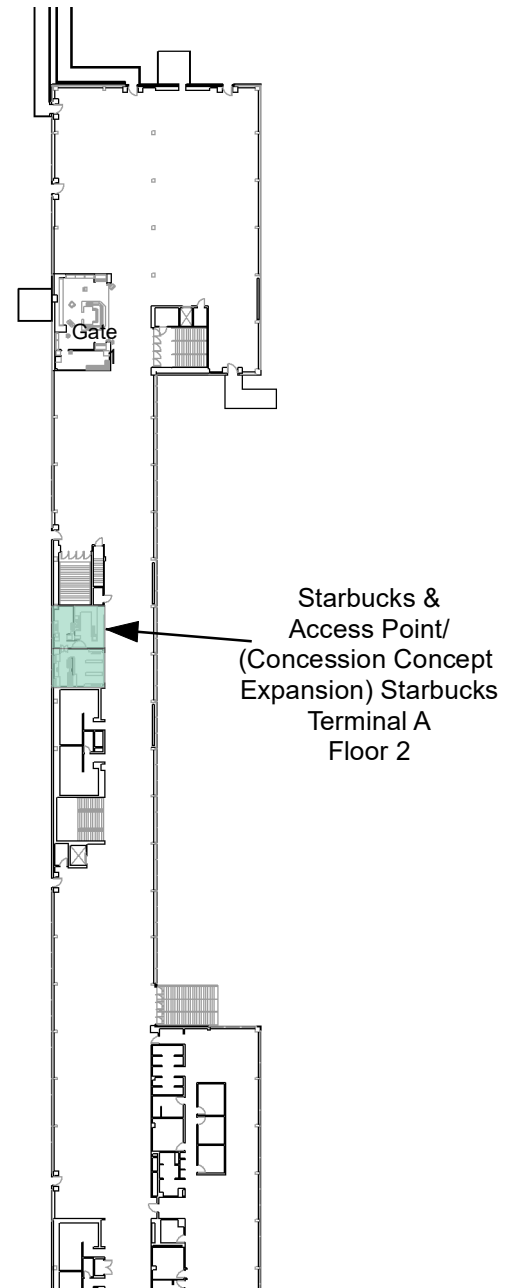 Gate
Starbucks &
Access Point/
(Concession Concept
Expansion) Starbucks
Terminal A
Floor 2